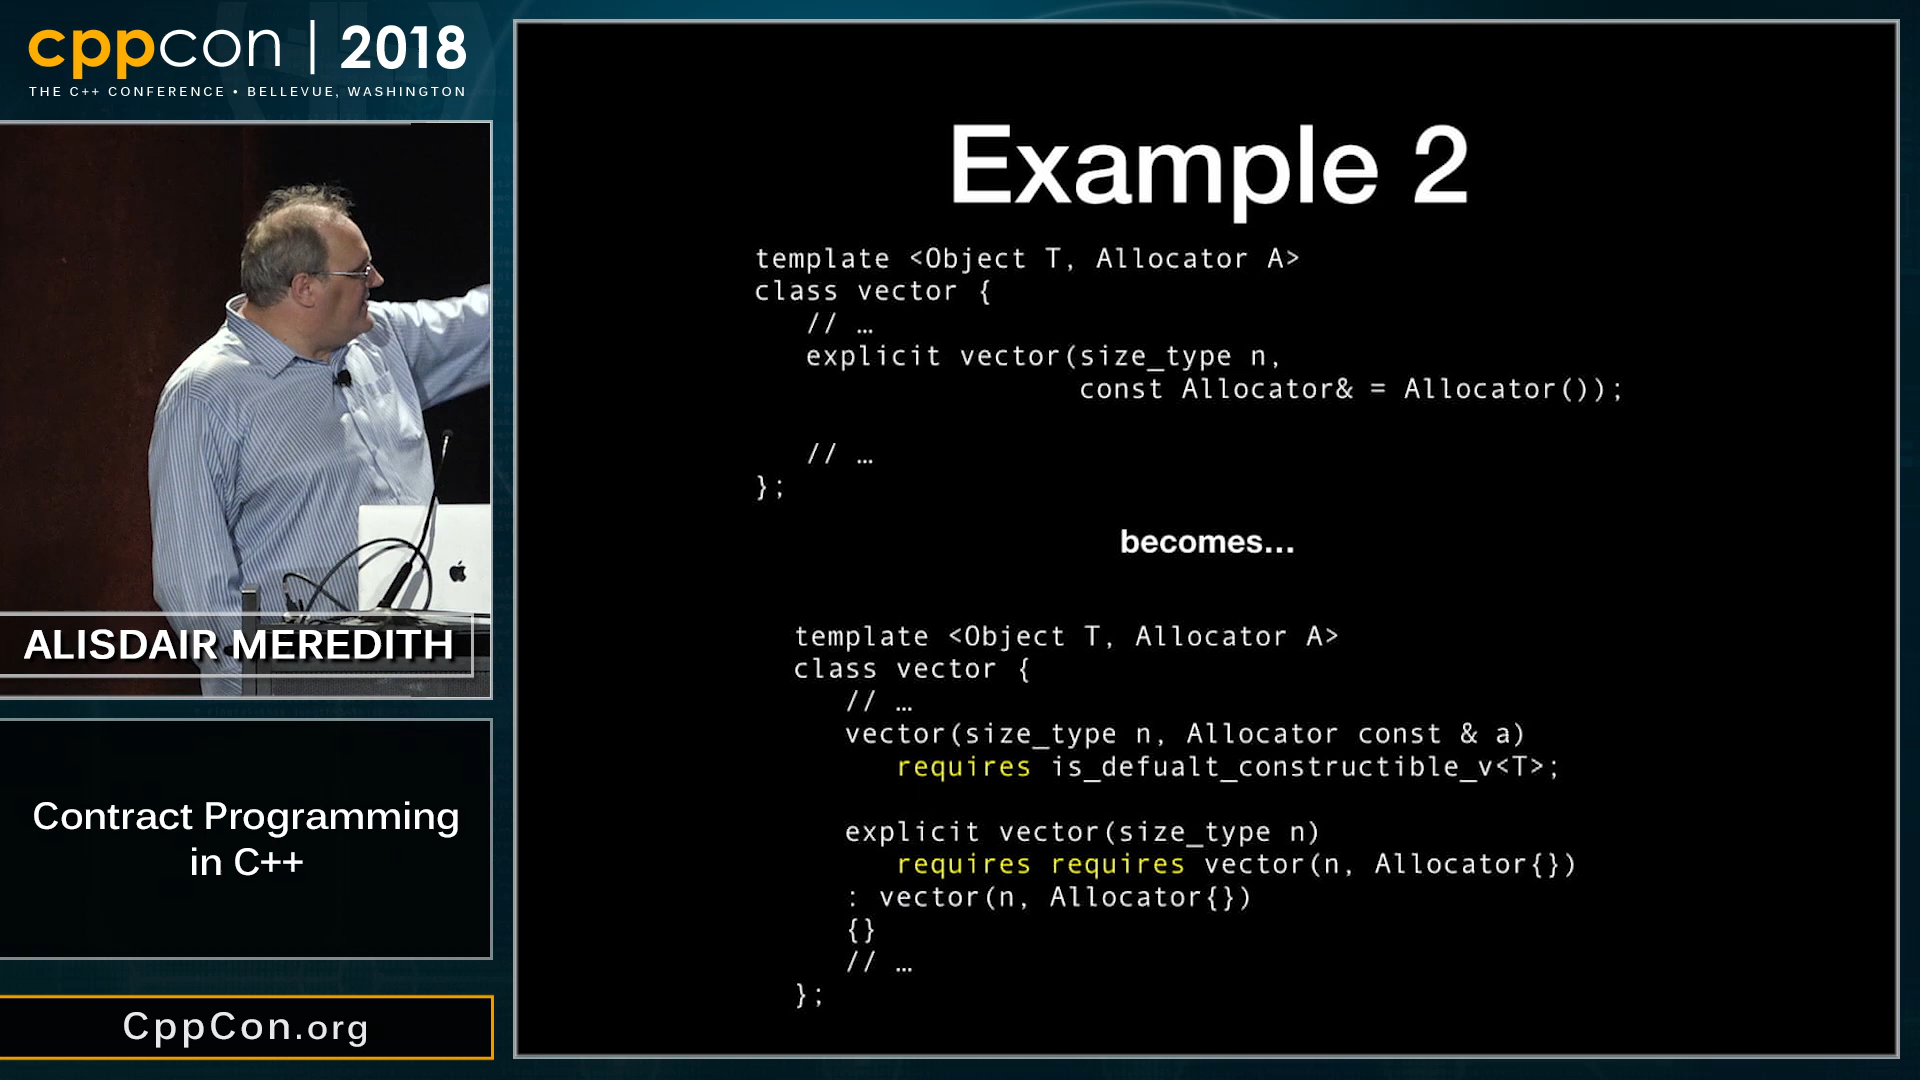 cppcon | 2018
THE C++ CONFERENCE • BELLEVUE, WASHINGTON
ALISDAIR MEREDITH
Contract Programming
in C++
CppCon.org
Example 2
template <Object T, Allocator A>
class vector {
// …
explicit vector(size_type n,
const Allocator& = Allocator());
// …
};
becomes…
template <Object T, Allocator A>
class vector {
// …
vector(size_type n, Allocator const & a)
requires is_defualt_constructible_v<T>;
explicit vector(size_type n)
requires requires vector(n, Allocator{})
: vector(n, Allocator{})
{}
// …
};